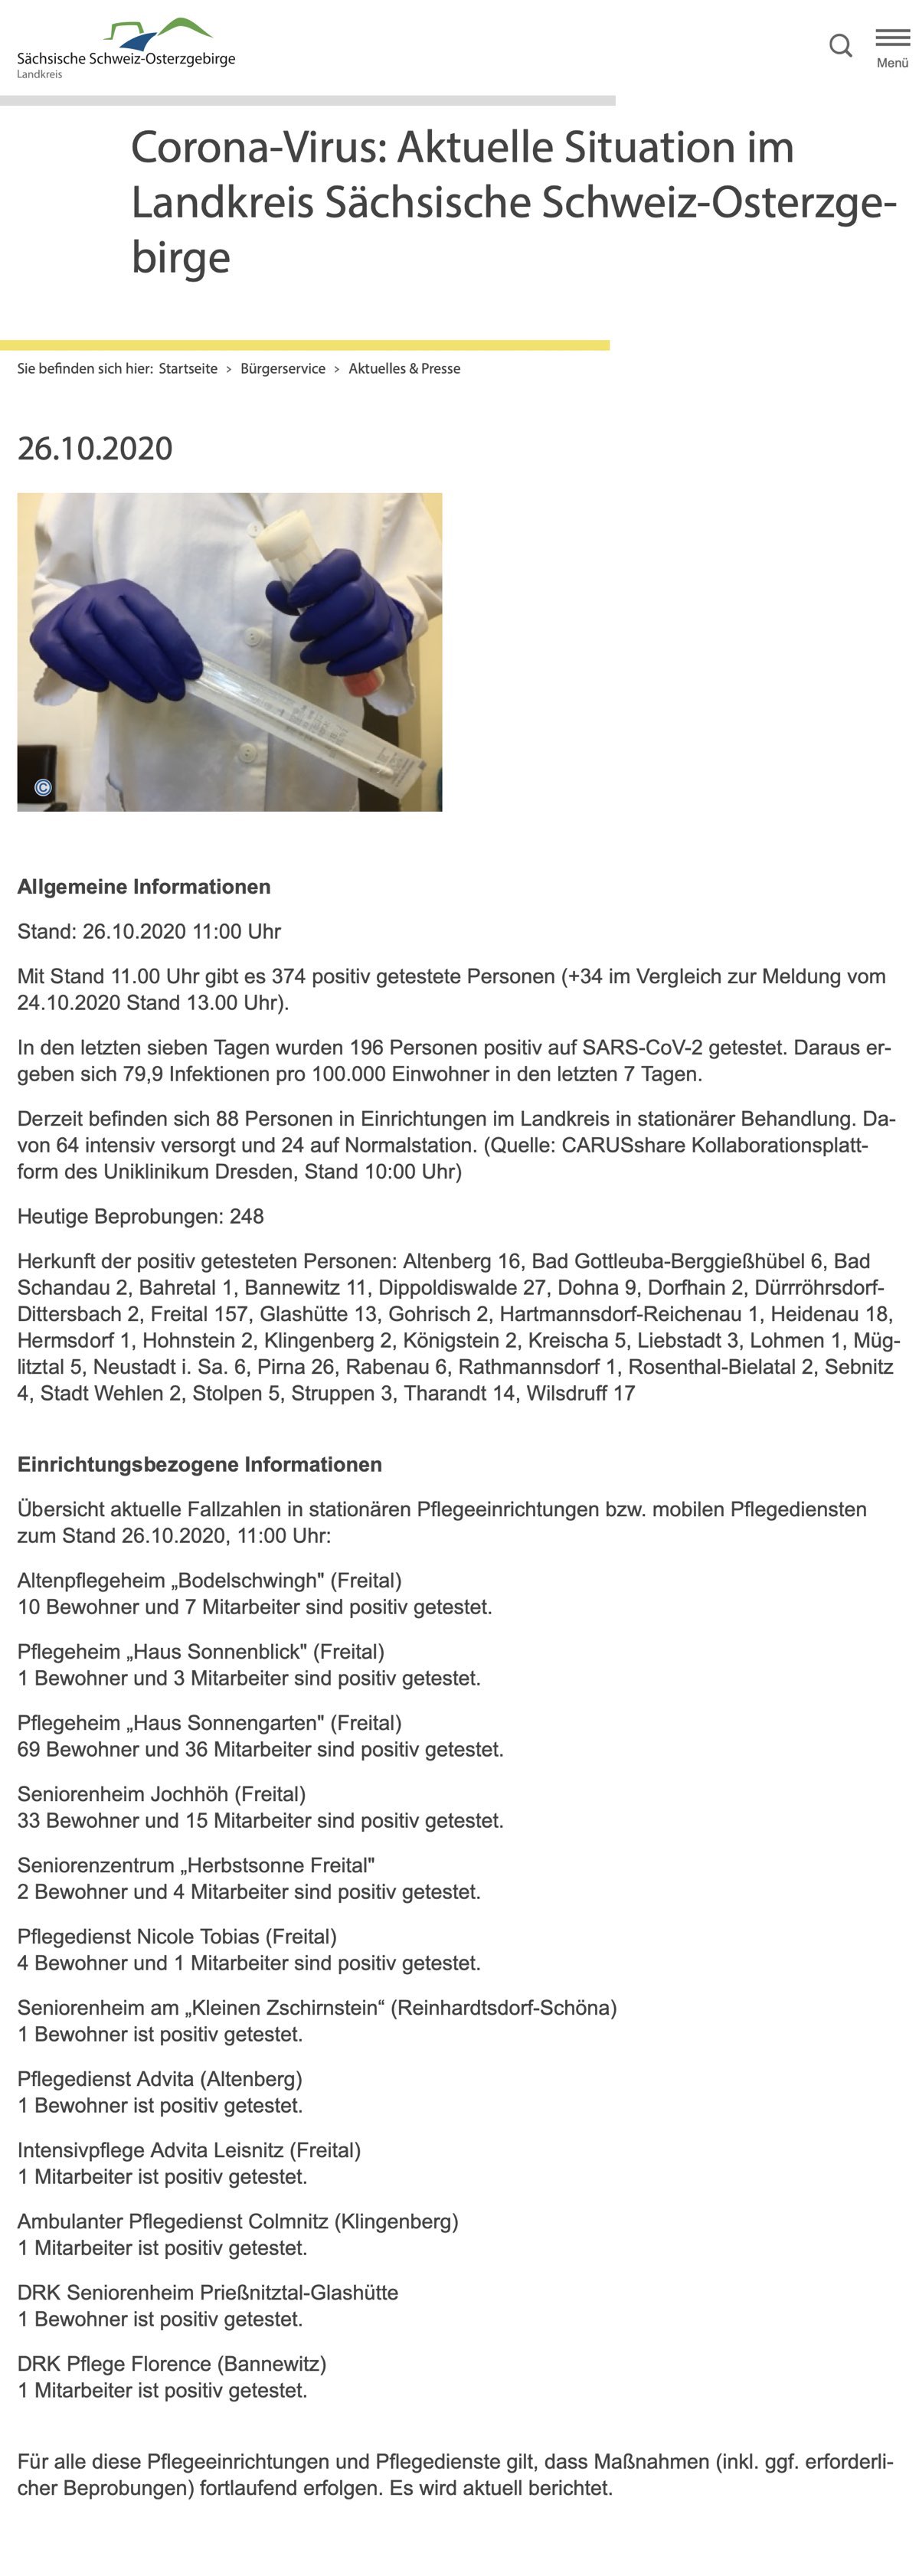 Sächsische Schweiz-Osterzgebirge
Landkreis
Menü
Corona-Virus: Aktuelle Situation im
Landkreis Sächsische Schweiz-Osterzge-
birge
Sie befinden sich hier: Startseite › Bürgerservice › Aktuelles & Presse
26.10.2020
©
Allgemeine Informationen
Stand: 26.10.2020 11:00 Uhr
Mit Stand 11.00 Uhr gibt es 374 positiv getestete Personen (+34 im Vergleich zur Meldung vom
24.10.2020 Stand 13.00 Uhr).
In den letzten sieben Tagen wurden 196 Personen positiv auf SARS-CoV-2 getestet. Daraus er-
geben sich 79,9 Infektionen pro 100.000 Einwohner in den letzten 7 Tagen.
Derzeit befinden sich 88 Personen in Einrichtungen im Landkreis in stationärer Behandlung. Da-
von 64 intensiv versorgt und 24 auf Normalstation. (Quelle: CARUSshare Kollaborationsplatt-
form des Uniklinikum Dresden, Stand 10:00 Uhr)
Heutige Beprobungen: 248
Herkunft der positiv getesteten Personen: Altenberg 16, Bad Gottleuba-Berggießhübel 6, Bad
Schandau 2, Bahretal 1, Bannewitz 11, Dippoldiswalde 27, Dohna 9, Dorfhain 2, Dürrröhrsdorf-
Dittersbach 2, Freital 157, Glashütte 13, Gohrisch 2, Hartmannsdorf-Reichenau 1, Heidenau 18,
Hermsdorf 1, Hohnstein 2, Klingenberg 2, Königstein 2, Kreischa 5, Liebstadt 3, Lohmen 1, Müg-
litztal 5, Neustadt i. Sa. 6, Pirna 26, Rabenau 6, Rathmannsdorf 1, Rosenthal-Bielatal 2, Sebnitz
4, Stadt Wehlen 2, Stolpen 5, Struppen 3, Tharandt 14, Wilsdruff 17
Einrichtungsbezogene Informationen
Übersicht aktuelle Fallzahlen in stationären Pflegeeinrichtungen bzw. mobilen Pflegediensten
zum Stand 26.10.2020, 11:00 Uhr:
Altenpflegeheim „Bodelschwingh" (Freital)
10 Bewohner und 7 Mitarbeiter sind positiv getestet.
Pflegeheim „Haus Sonnenblick" (Freital)
1 Bewohner und 3 Mitarbeiter sind positiv getestet.
Pflegeheim „Haus Sonnengarten" (Freital)
69 Bewohner und 36 Mitarbeiter sind positiv getestet.
Seniorenheim Jochhöh (Freital)
33 Bewohner und 15 Mitarbeiter sind positiv getestet.
Seniorenzentrum „Herbstsonne Freital"
2 Bewohner und 4 Mitarbeiter sind positiv getestet.
Pflegedienst Nicole Tobias (Freital)
4 Bewohner und 1 Mitarbeiter sind positiv getestet.
Seniorenheim am „Kleinen Zschirnstein“ (Reinhardtsdorf-Schöna)
1 Bewohner ist positiv getestet.
Pflegedienst Advita (Altenberg)
1 Bewohner ist positiv getestet.
Intensivpflege Advita Leisnitz (Freital)
1 Mitarbeiter ist positiv getestet.
Ambulanter Pflegedienst Colmnitz (Klingenberg)
1 Mitarbeiter ist positiv getestet.
DRK Seniorenheim Prießnitztal-Glashütte
1 Bewohner ist positiv getestet.
DRK Pflege Florence (Bannewitz)
1 Mitarbeiter ist positiv getestet.
Für alle diese Pflegeeinrichtungen und Pflegedienste gilt, dass Maßnahmen (inkl. ggf. erforderli-
cher Beprobungen) fortlaufend erfolgen. Es wird aktuell berichtet.